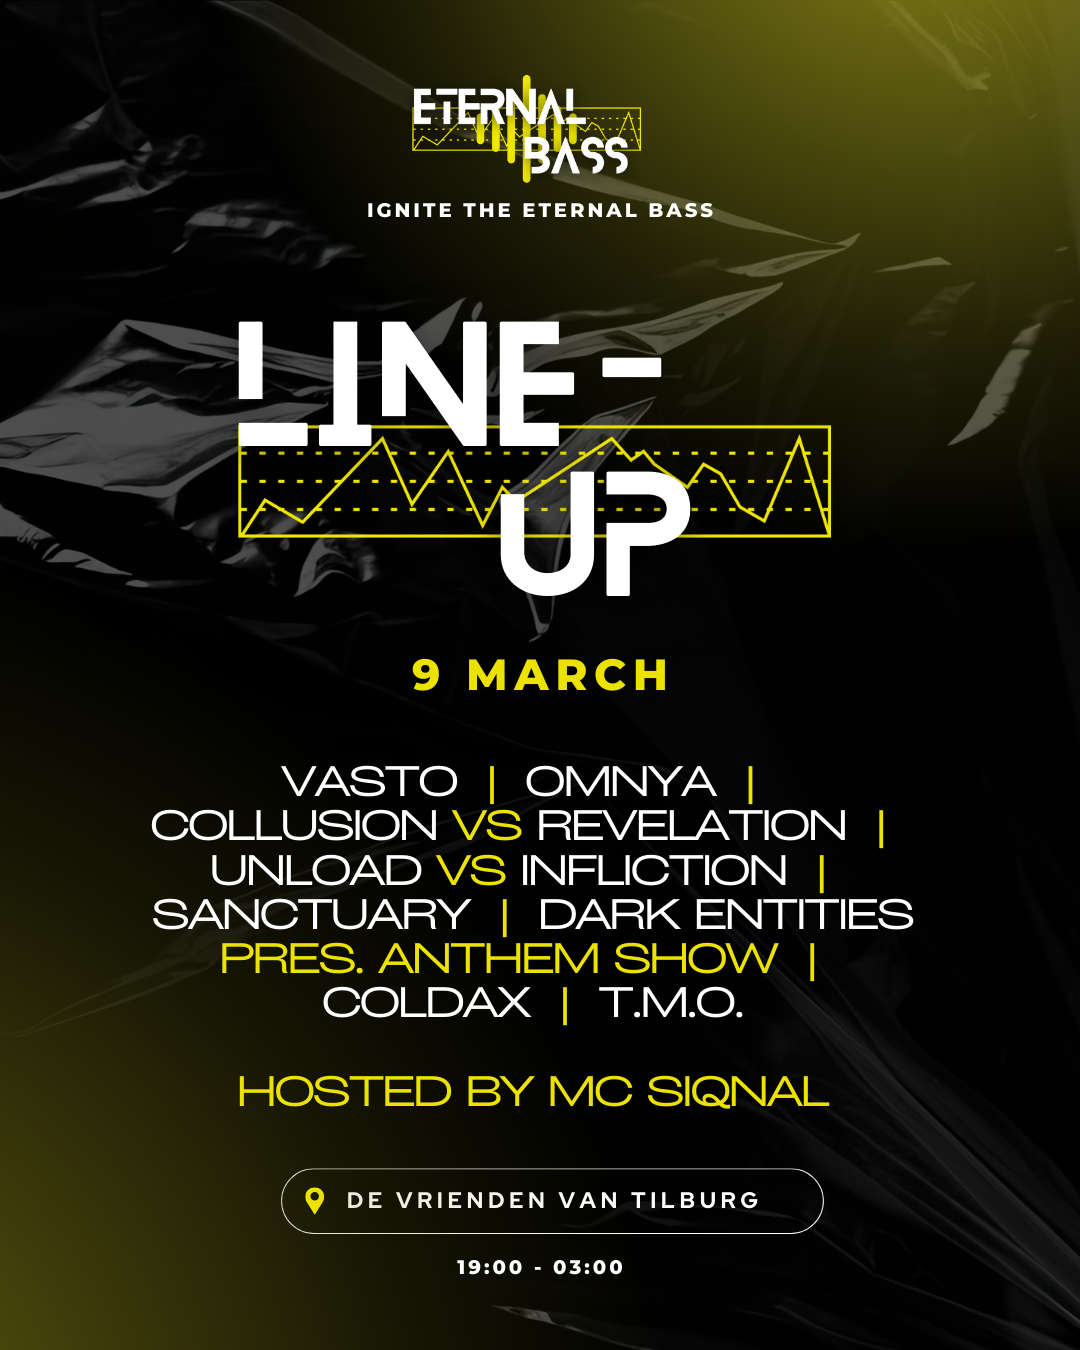 ETERNAL
BASS
IGNITE THE ETERNAL BASS
LINE-
UP
9 MARCH
VASTO | OMNYA |
COLLUSION VS REVELATION |
UNLOAD VS INFLICTION |
SANCTUARY | DARK ENTITIES
PRES. ANTHEM SHOW |
COLDAX | T.M.O.
HOSTED BY MC SIQNAL
DE VRIENDEN VAN TILBURG
19:00 - 03:00